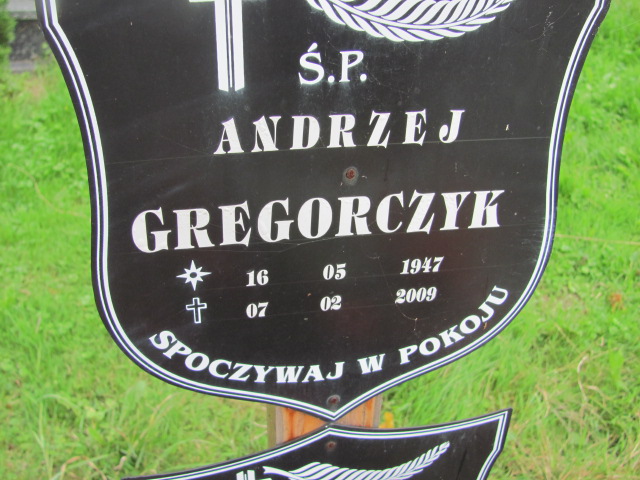 Ś.P.
ANDRZEJ
GREGORCZYK
16 05 1947
07 02 2009
SPOCZYWAJ W POKOJU